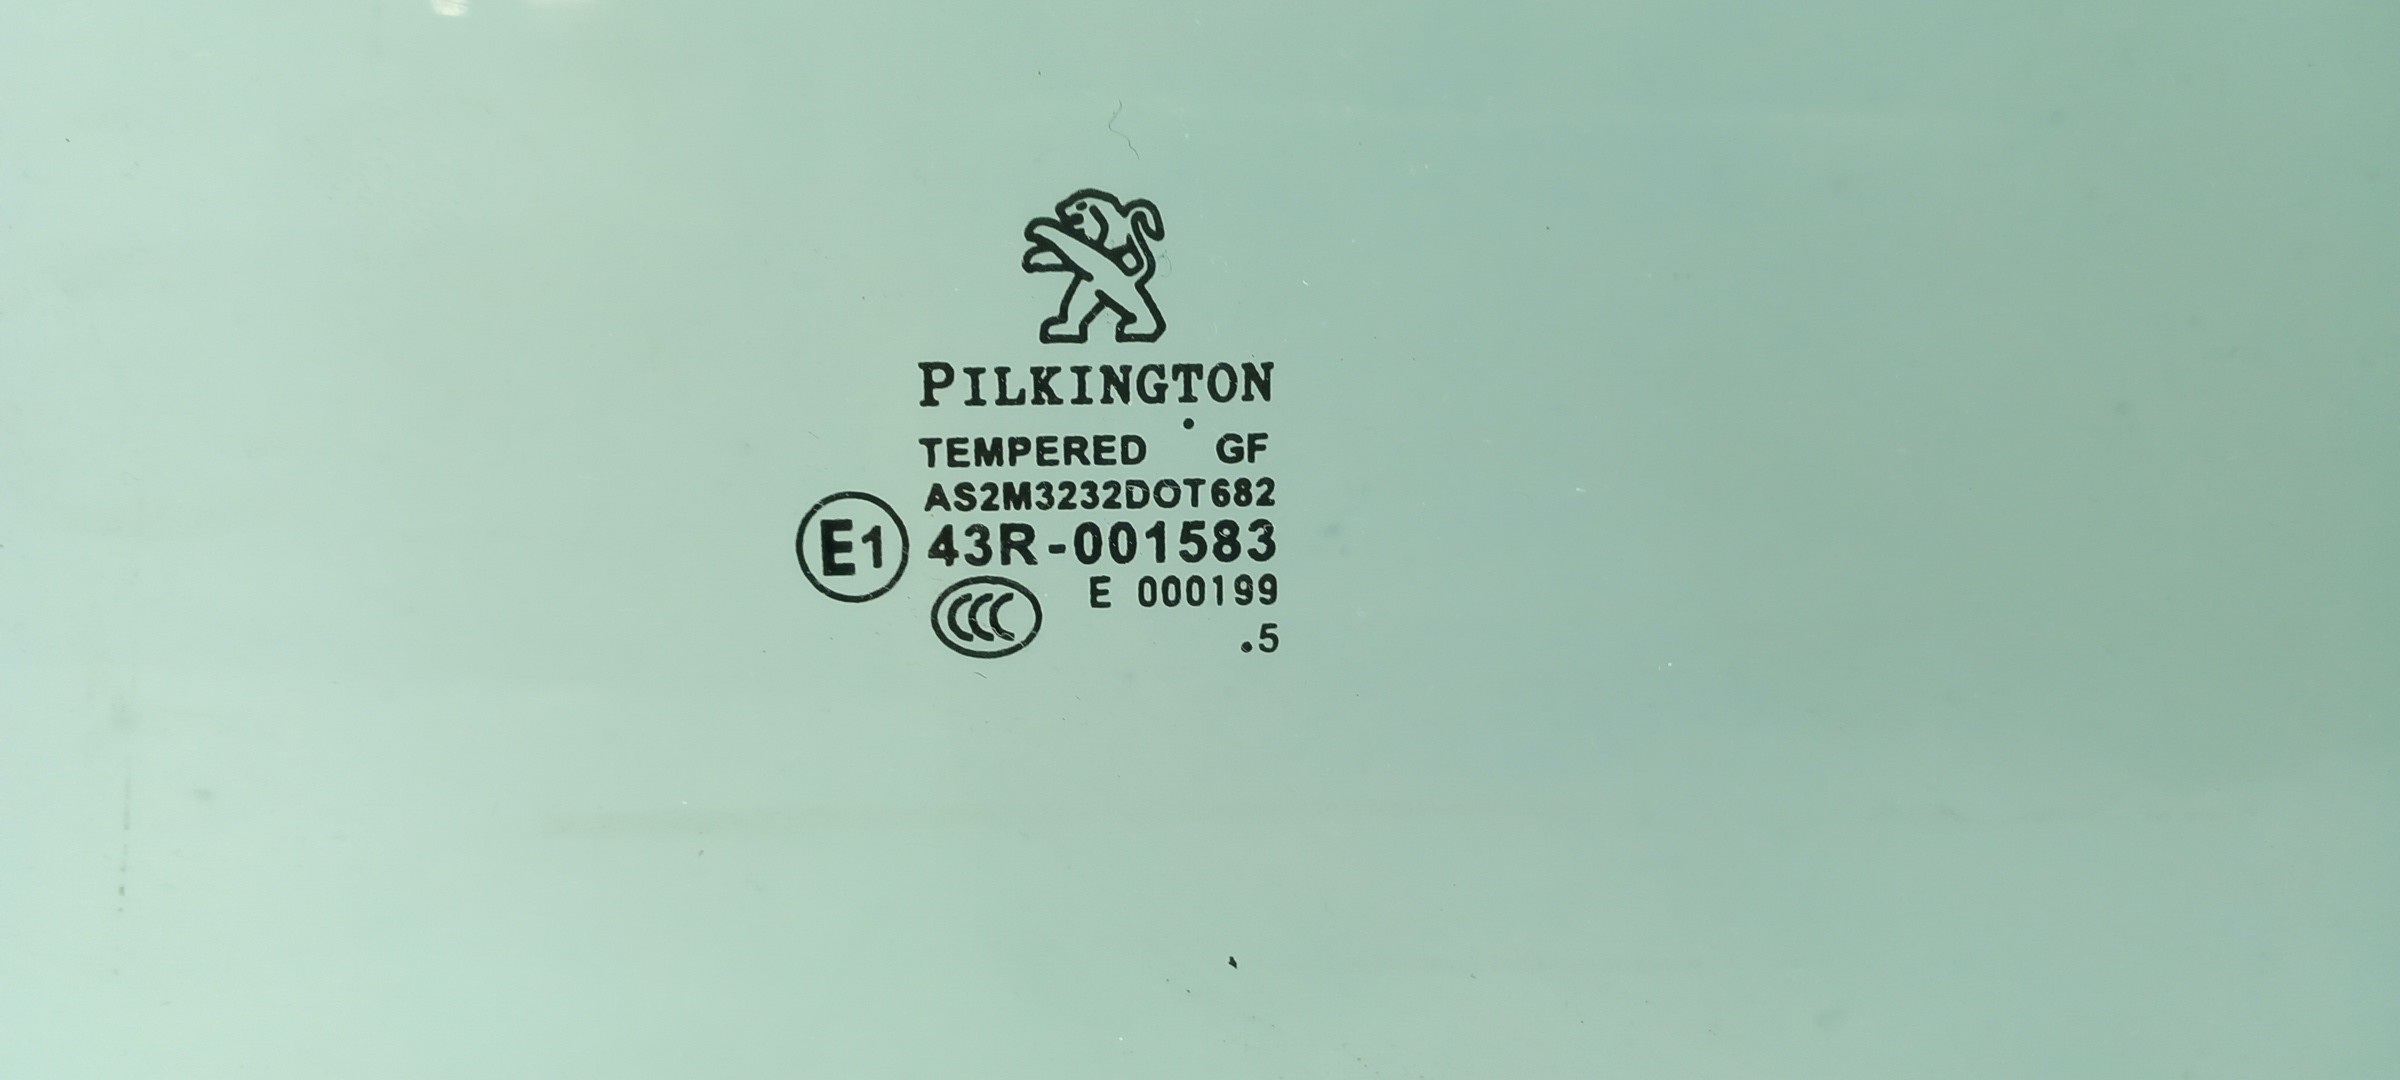 PILKINGTON
TEMPERED GF
AS2M3232DOT682
E1 43R-001583
CCC E 000199
.5